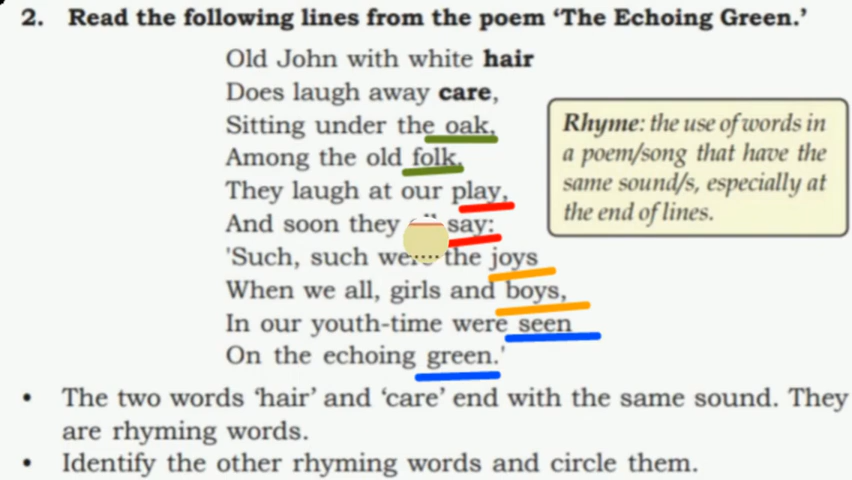 2. Read the following lines from the poem ‘The Echoing Green.’
Old John with white hair
Does laugh away care,
Sitting under the oak,
Among the old folk,
They laugh at our play,
And soon they say:
'Such, such the joys
When we all, girls and boys,
In our youth-time were seen
On the echoing green.'
Rhyme: the use of words in
a poem/song that have the
same sound/s, especially at
the end of lines.
• The two words ‘hair’ and ‘care’ end with the same sound. They
are rhyming words.
• Identify the other rhyming words and circle them.